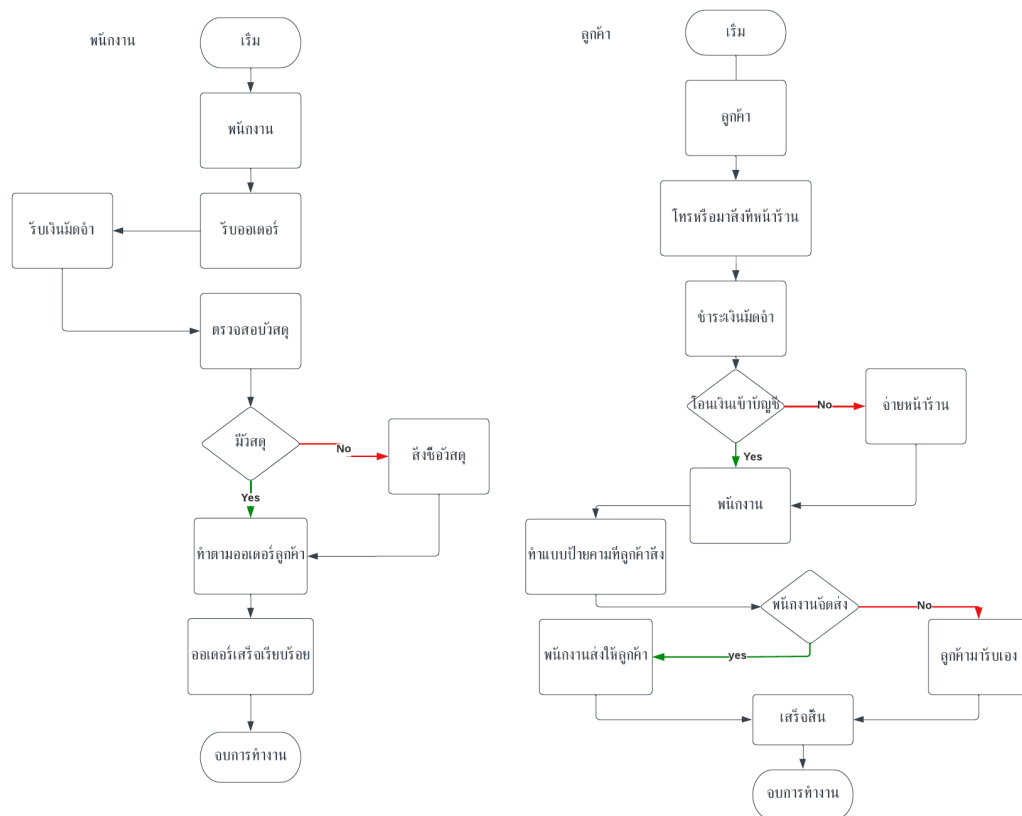 พนักงาน
เริ่ม
พนักงาน
รับออเดอร์
รับเงินมัดจำ
ตรวจสอบวัสดุ
มีวัสดุ
No
สั่งซื้อวัสดุ
Yes
ทำตามออเดอร์ลูกค้า
ออเดอร์เสร็จเรียบร้อย
จบการทำงาน
ลูกค้า
เริ่ม
ลูกค้า
โทรหรือมาสั่งที่หน้าร้าน
ชำระเงินมัดจำ
โอนเงินเข้าบัญชี
No
จ่ายหน้าร้าน
Yes
พนักงาน
ทำแบบป้ายคามที่ลูกค้าสั่ง
พนักงานจัดส่ง
No
ลูกค้ามารับเอง
yes
พนักงานส่งให้ลูกค้า
เสร็จสิ้น
จบการทำงาน